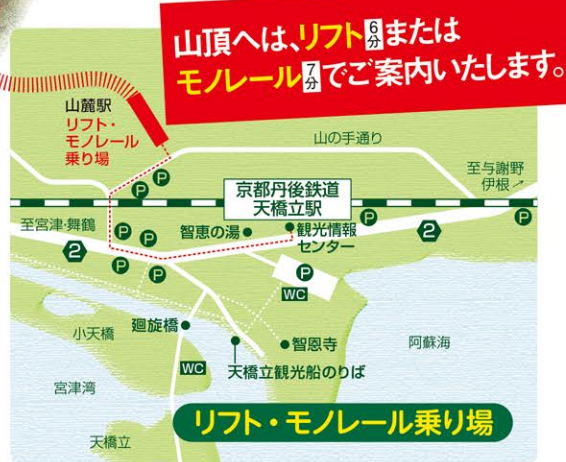 山頂へは、リフト6分または
モノレール7分でご案内いたします。
山麓駅
リフト・
モノレール
乗り場
山の手通り
至与謝野
伊根↗
P
P
京都丹後鉄道
天橋立駅
至宮津・舞鶴
2
P
P
P
P
智恵の湯
観光情報
センター
P
2
P
P
WC
小天橋
廻旋橋
智恩寺
阿蘇海
WC
天橋立観光船のりば
宮津湾
リフト・モノレール乗り場
天橋立